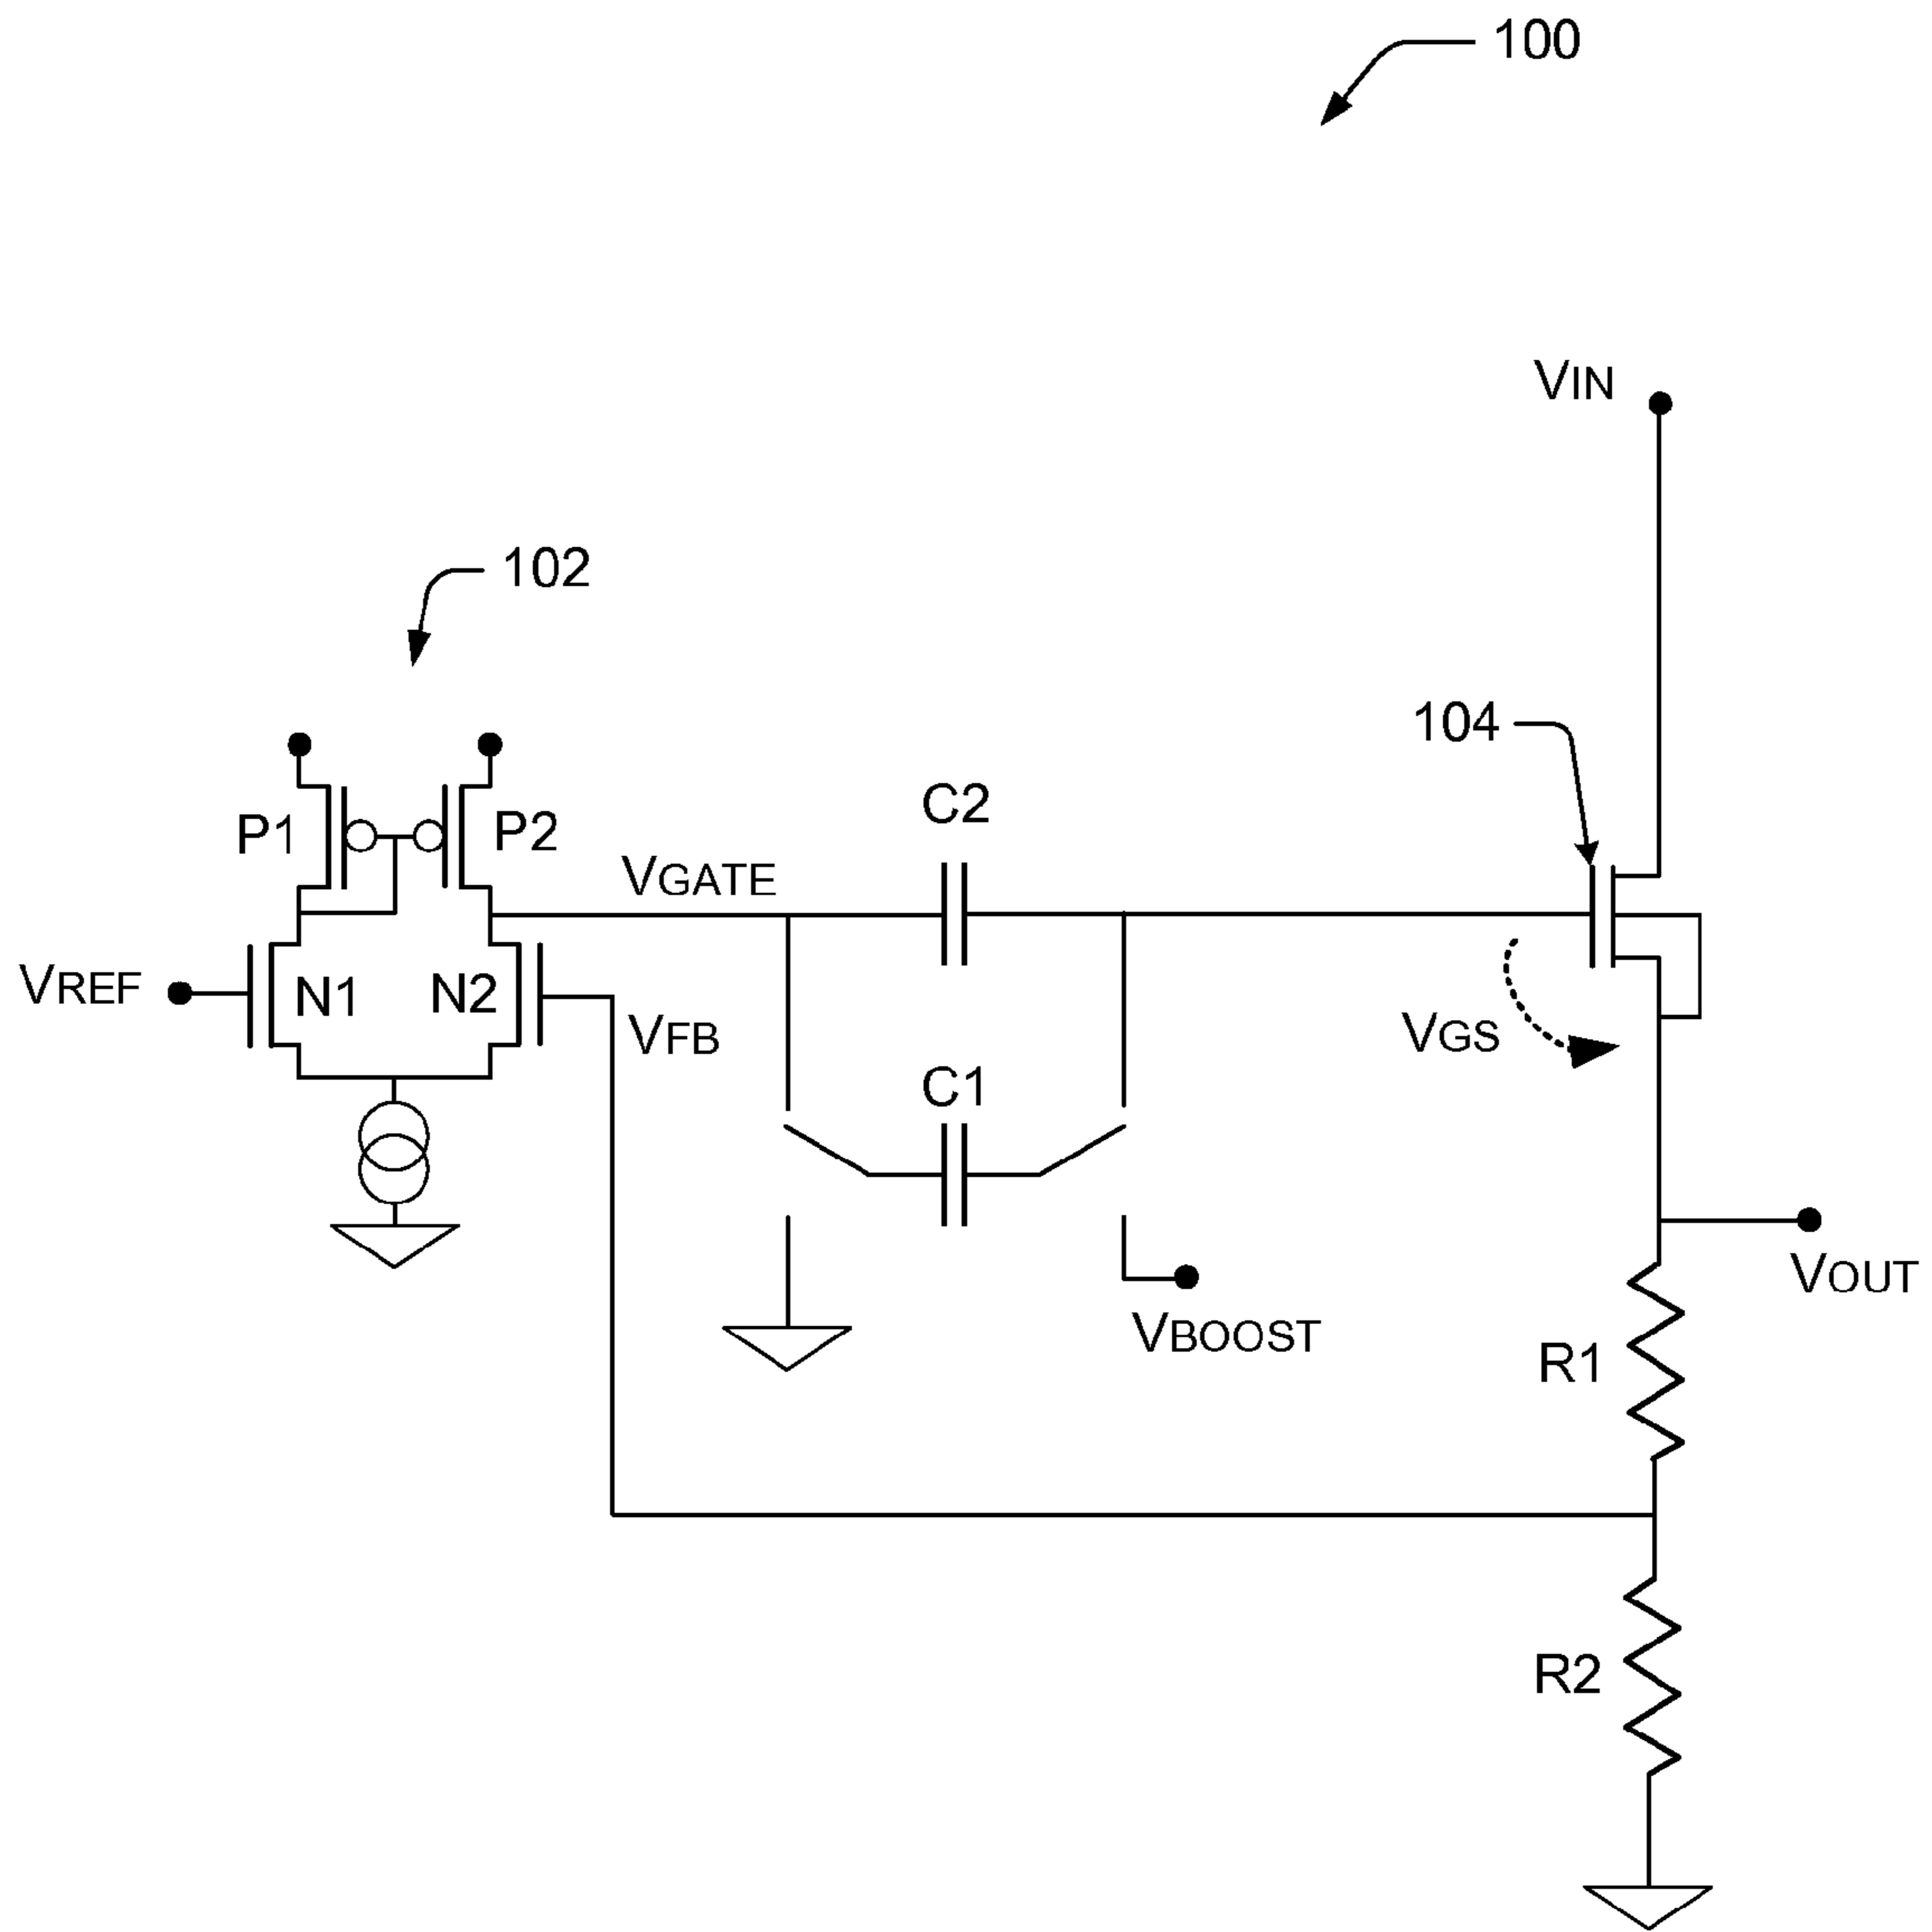 100
VIN
102
104
P1
P2
C2
VGATE
VREF
N1
N2
VFB
VGS
C1
VOUT
VBOOST
R1
R2